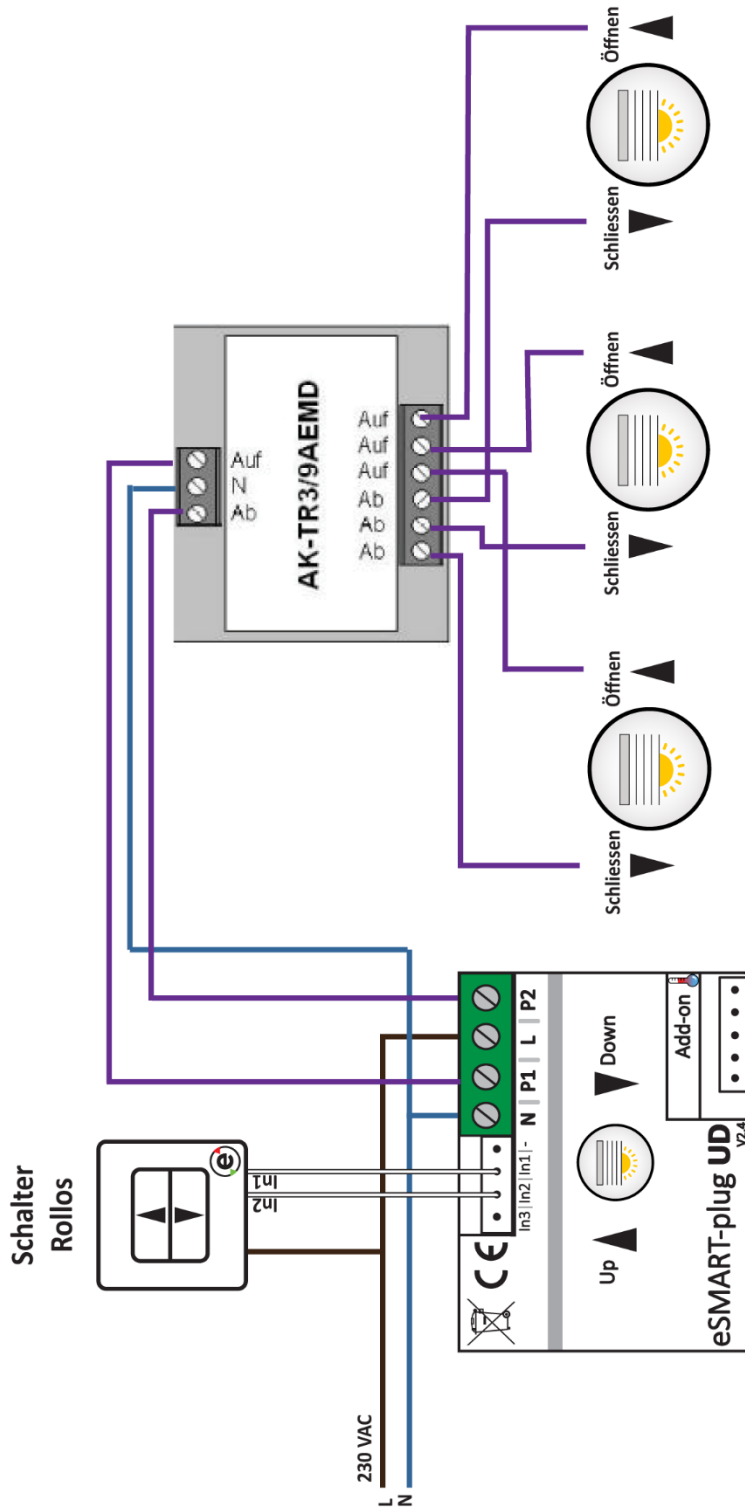 Schalter
Rollos
In2
In1
e
230 VAC
L
N
In3 | In2 | In1 | -
N | P1 | L | P2
CE
Up
Down
Add-on
eSMART-plug UD
V2.4
Ab
N
Auf
AK-TR3/9AEMD
Ab
Ab
Ab
Auf
Auf
Auf
Schliessen
Öffnen
Schliessen
Öffnen
Schliessen
Öffnen